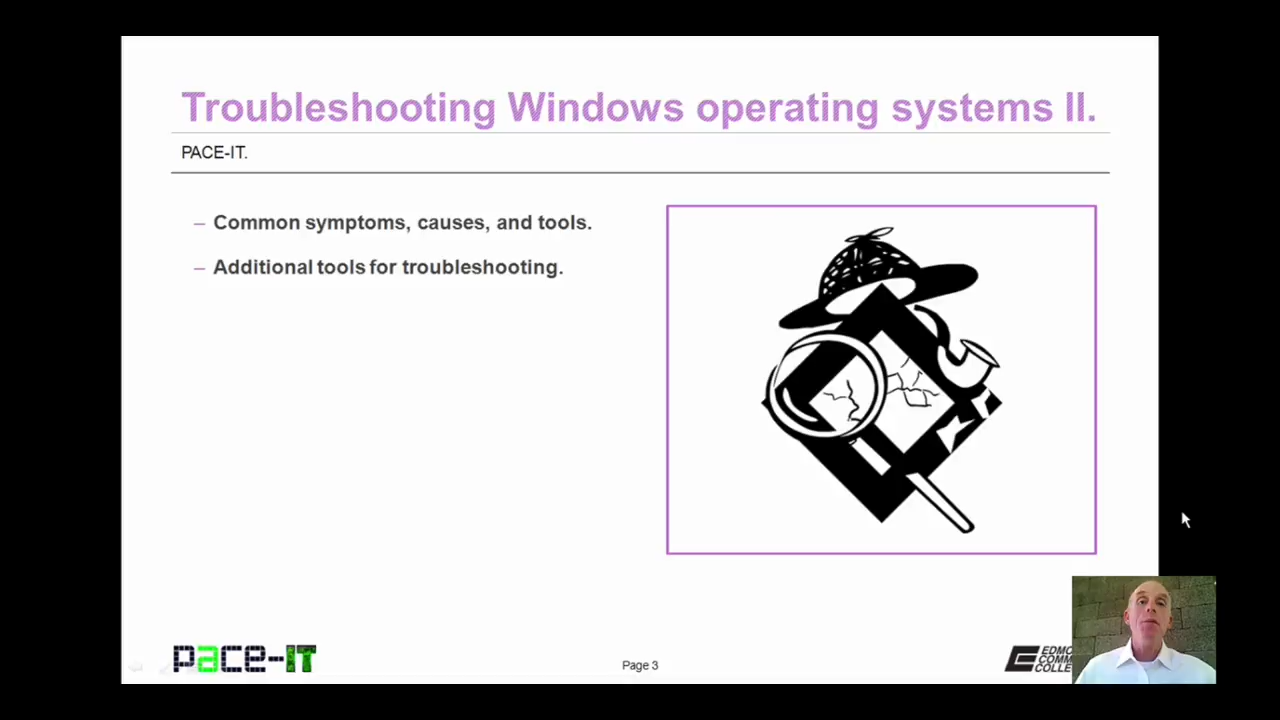 Troubleshooting Windows operating systems II.
PACE-IT.
– Common symptoms, causes, and tools.
– Additional tools for troubleshooting.
pace-IT
Page 3